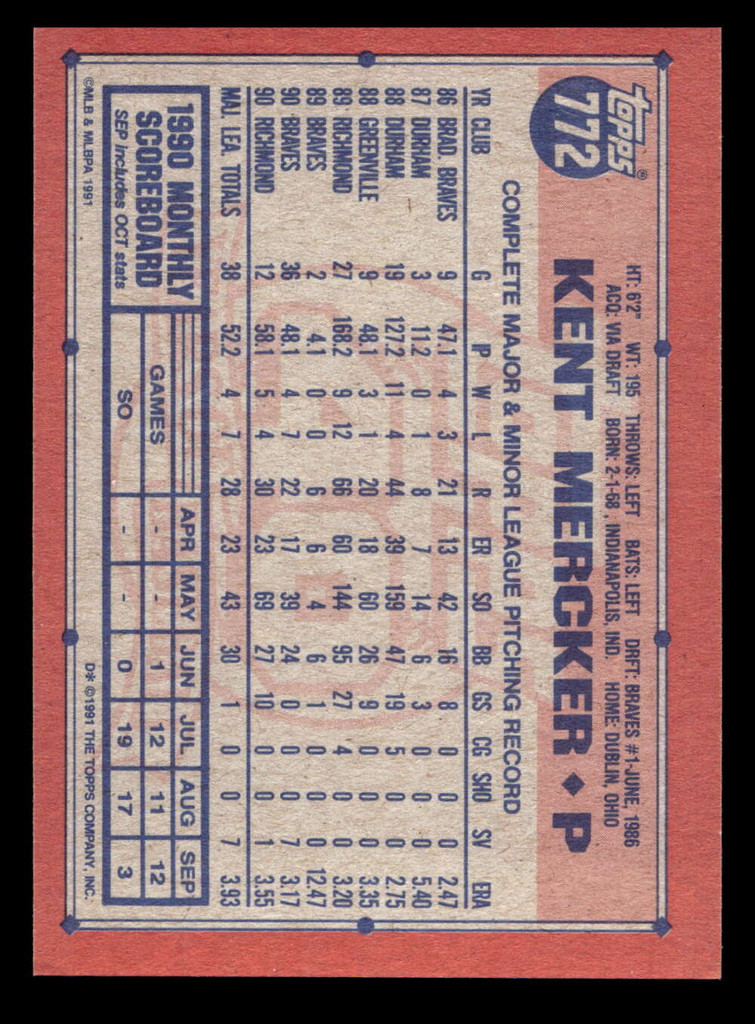 topps®
772
HT: 6'2" WT: 195 THROWS: LEFT BATS: LEFT DRFT: BRAVES #1-JUNE, 1986
ACQ: VIA DRAFT BORN: 2-1-68, INDIANAPOLIS, IND. HOME: DUBLIN, OHIO
KENT MERCKER ♦ P
COMPLETE MAJOR & MINOR LEAGUE PITCHING RECORD
YR CLUB G IP W L R ER SO BB GS CG SHO SV ERA
86 BRAD. BRAVES 9 47.1 4 3 21 13 42 16 8 0 0 0 2.47
87 DURHAM 3 11.2 0 1 8 7 14 6 3 0 0 0 5.40
88 DURHAM 19 127.2 11 4 44 39 159 47 19 5 0 0 2.75
88 GREENVILLE 9 48.1 3 1 20 18 60 26 9 0 0 0 3.35
89 RICHMOND 27 168.2 9 12 66 60 144 95 27 4 0 0 3.20
89 BRAVES 2 4.1 0 0 6 6 4 6 1 0 0 0 12.47
90 BRAVES 36 48.1 4 7 22 17 39 24 0 0 0 7 3.17
90 RICHMOND 12 58.1 5 4 30 23 69 27 10 0 0 1 3.55
MAJ. LEA. TOTALS 38 52.2 4 7 28 23 43 30 1 0 0 7 3.93
1990 MONTHLY
SCOREBOARD
SEP includes OCT stats
APR MAY JUN JUL AUG SEP
GAMES - - 1 12 11 12
SO - - 0 19 17 3
©MLB & MLBPA 1991
D* ©1991 THE TOPPS COMPANY, INC.